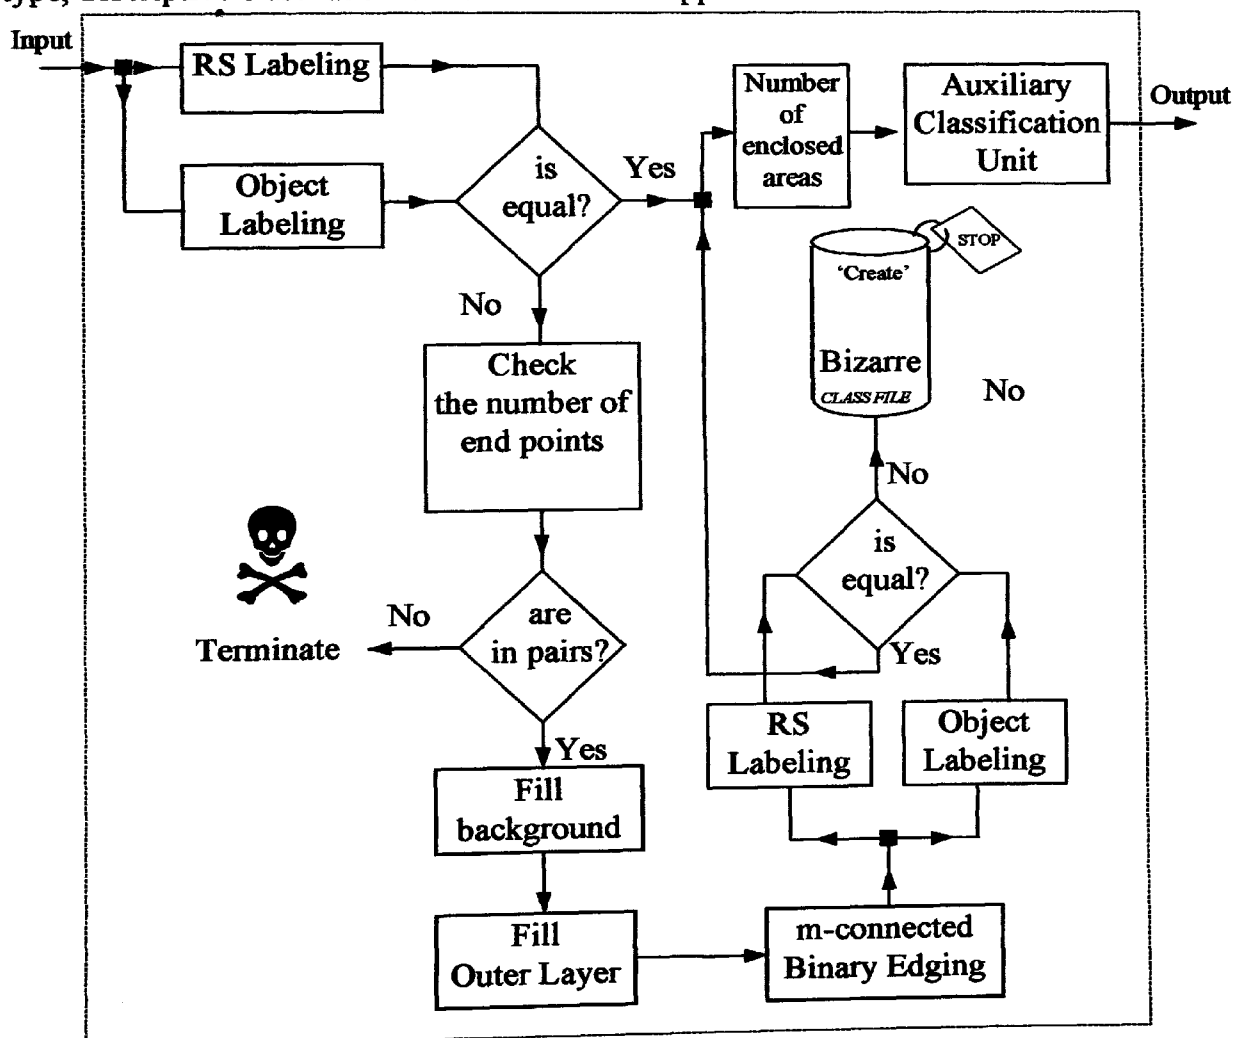 Input
RS Labeling
Object
Labeling
is
equal?
Yes
No
Number
of
enclosed
areas
Auxiliary
Classification
Unit
Output
STOP
'Create'
Bizarre
CLASS FILE
No
No
Check
the number of
end points
is
equal?
Yes
are
in pairs?
No
Terminate
Yes
RS
Labeling
Object
Labeling
Fill
background
Fill
Outer Layer
m-connected
Binary Edging